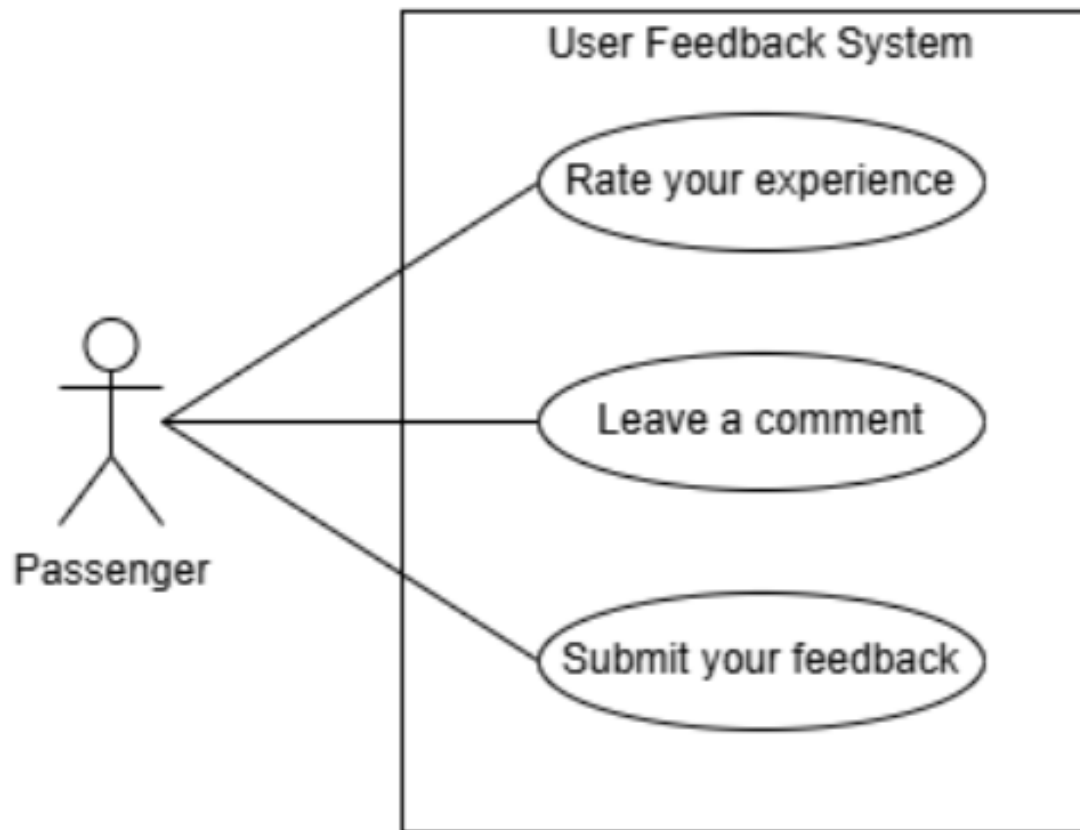 User Feedback System
Rate your experience
Leave a comment
Passenger
Submit your feedback